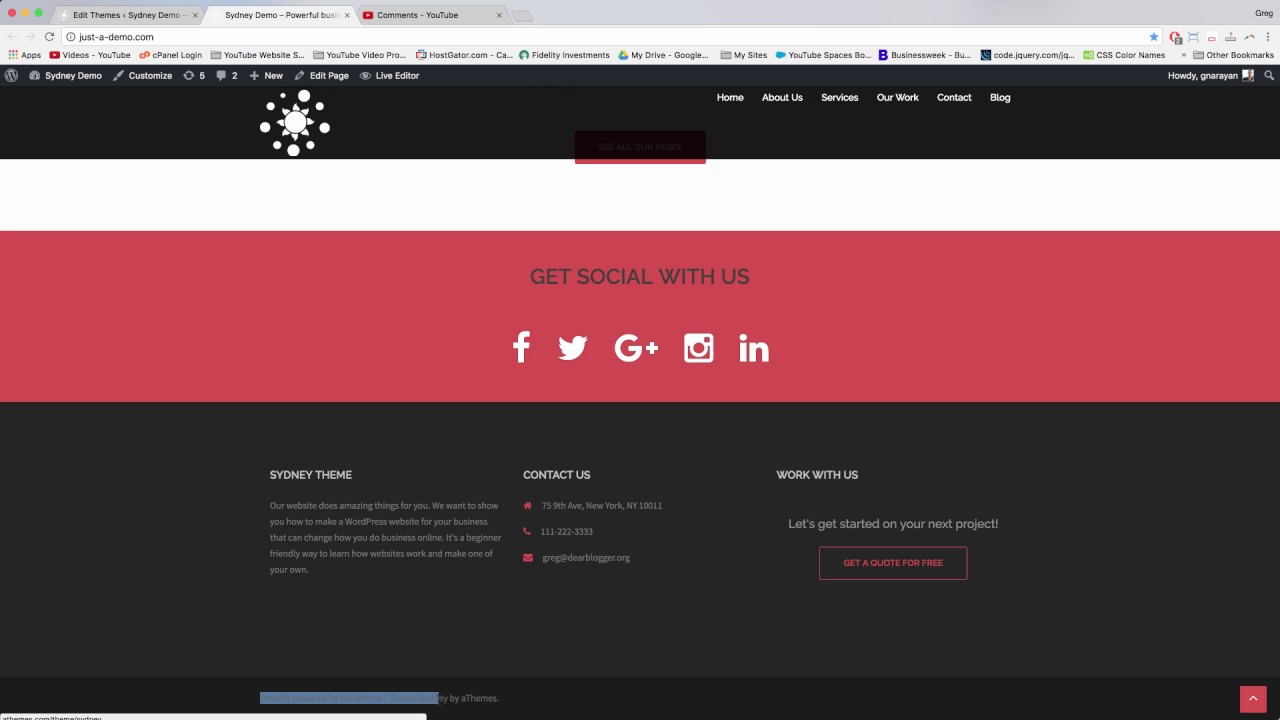 Edit Themes ‹ Sydney Demo —
Sydney Demo – Powerful busi
Comments - YouTube
Greg
just-a-demo.com
Apps
Videos - YouTube
cPanel Login
YouTube Website S...
YouTube Video Pro...
HostGator.com - Ca...
Fidelity Investments
My Drive - Google...
My Sites
YouTube Spaces Bo...
Businessweek - Bu...
code.jquery.com/jq...
CSS Color Names
»
Other Bookmarks
Sydney Demo
Customize
5
2
New
Edit Page
Live Editor
Howdy, gnarayan
Home
About Us
Services
Our Work
Contact
Blog
SEE ALL OUR NEWS
GET SOCIAL WITH US
SYDNEY THEME
Our website does amazing things for you. We want to show
you how to make a WordPress website for your business
that can change how you do business online. It's a beginner
friendly way to learn how websites work and make one of
your own.
CONTACT US
75 9th Ave, New York, NY 10011
111-222-3333
greg@dearblogger.org
WORK WITH US
Let's get started on your next project!
GET A QUOTE FOR FREE
Proudly powered by WordPress | Theme: Sydney by aThemes.
athemes.com/theme/sydney